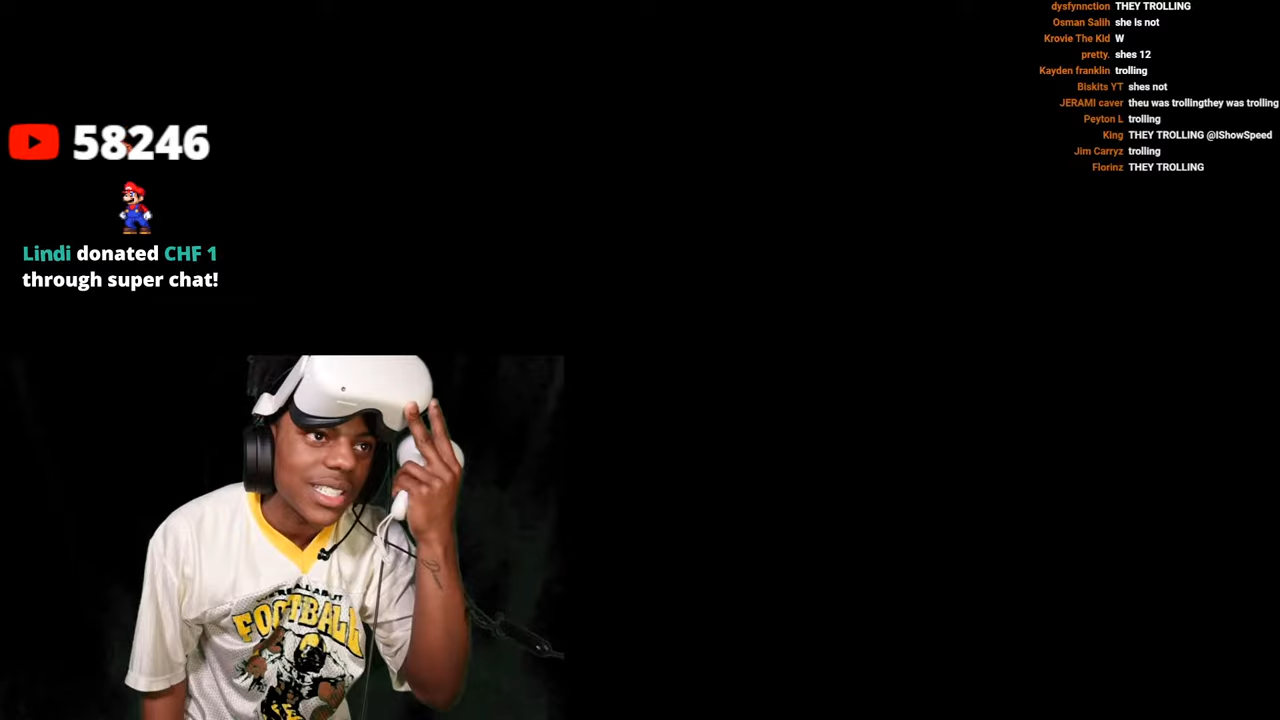 dysfynnction THEY TROLLING
Osman Salih she is not
Krovie The Kid W
pretty. shes 12
Kayden franklin trolling
Biskits YT shes not
JERAMI caver theu was trollingthey was trolling
Peyton L trolling
King THEY TROLLING @IShowSpeed
Jim Carryz trolling
Florinz THEY TROLLING
58246
Lindi donated CHF 1
through super chat!
FOOTBALL